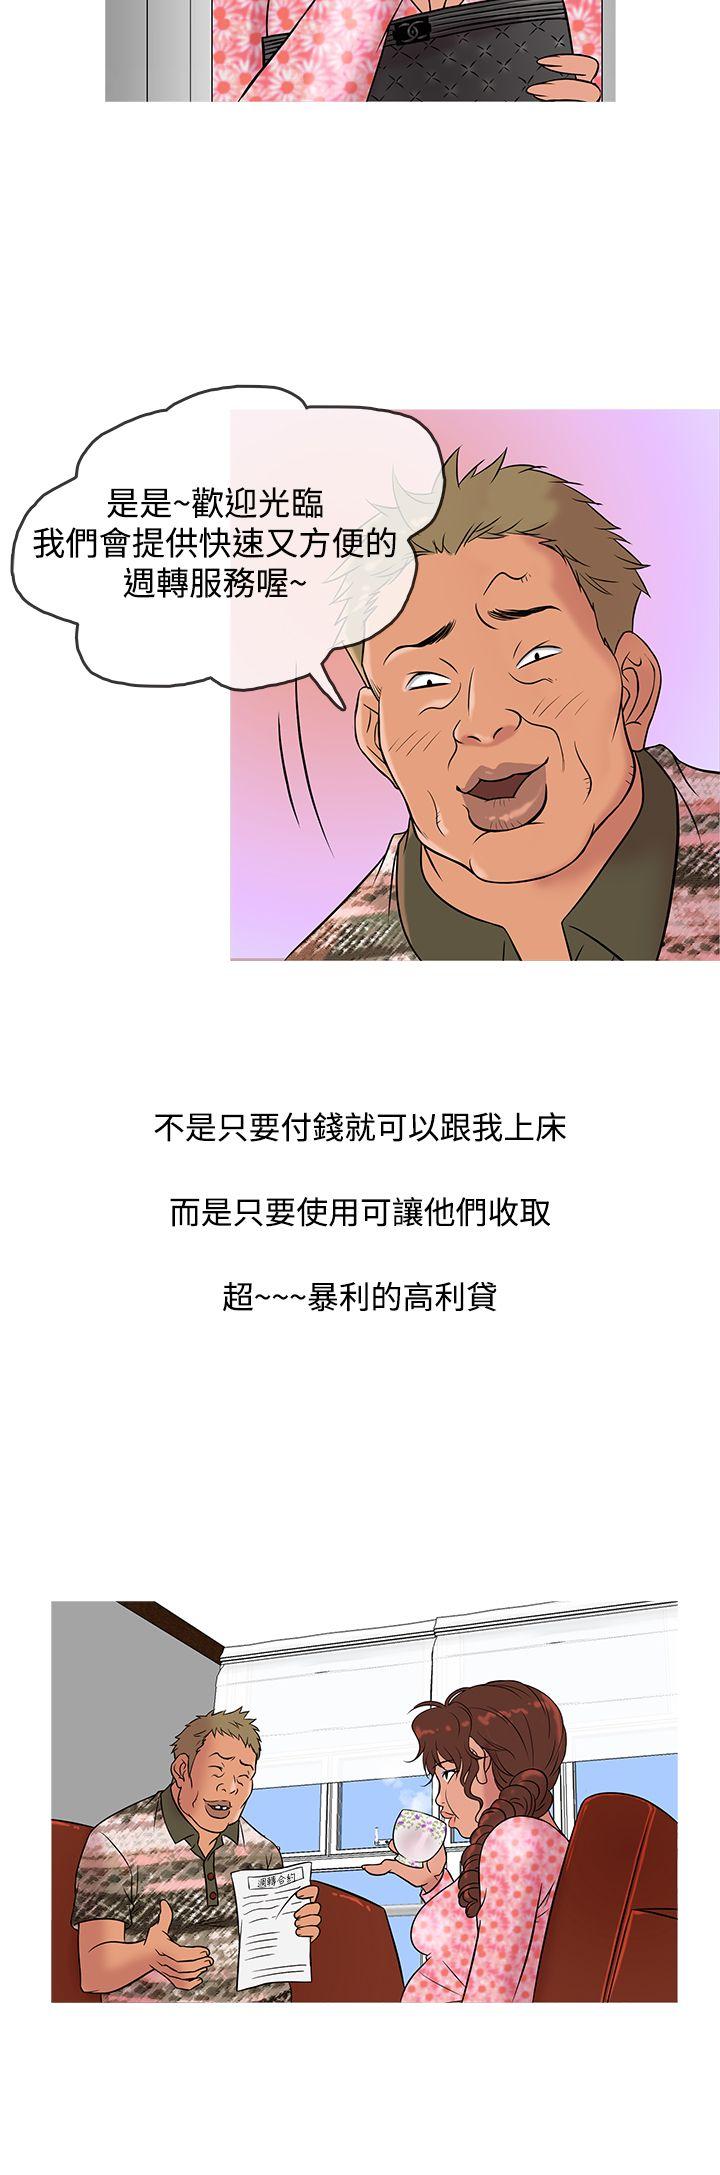 是是~歡迎光臨
我們會提供快速又方便的
週轉服務喔~
不是只要付錢就可以跟我上床
而是只要使用可讓他們收取
超~~~暴利的高利貸
週轉合約